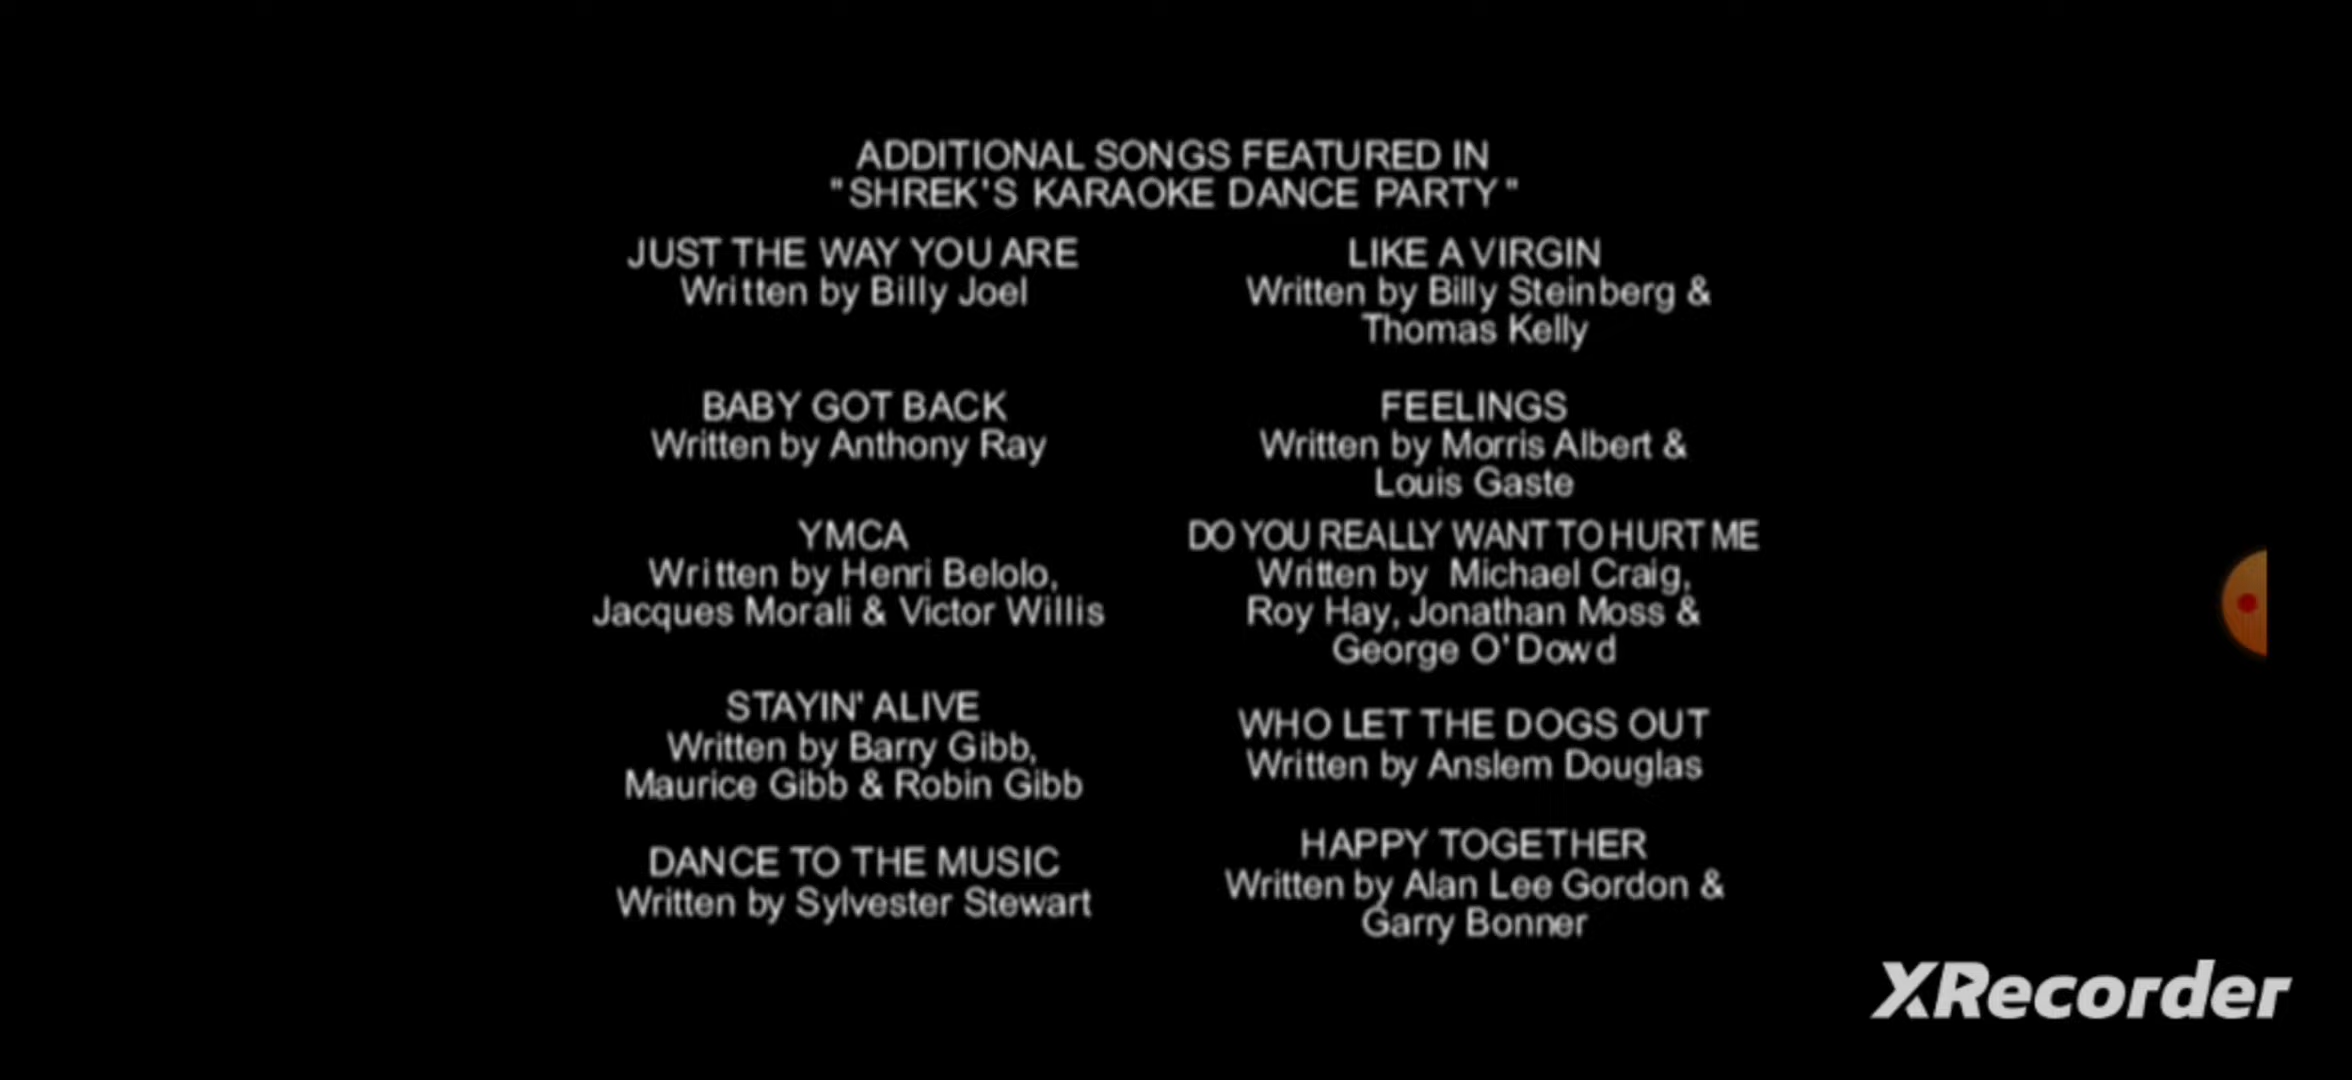 ADDITIONAL SONGS FEATURED IN
"SHREK'S KARAOKE DANCE PARTY"
JUST THE WAY YOU ARE
Written by Billy Joel
BABY GOT BACK
Written by Anthony Ray
YMCA
Written by Henri Belolo,
Jacques Morali & Victor Willis
STAYIN' ALIVE
Written by Barry Gibb,
Maurice Gibb & Robin Gibb
DANCE TO THE MUSIC
Written by Sylvester Stewart
LIKE A VIRGIN
Written by Billy Steinberg &
Thomas Kelly
FEELINGS
Written by Morris Albert &
Louis Gaste
DO YOU REALLY WANT TO HURT ME
Written by Michael Craig,
Roy Hay, Jonathan Moss &
George O'Dowd
WHO LET THE DOGS OUT
Written by Anslem Douglas
HAPPY TOGETHER
Written by Alan Lee Gordon &
Garry Bonner
XRecorder